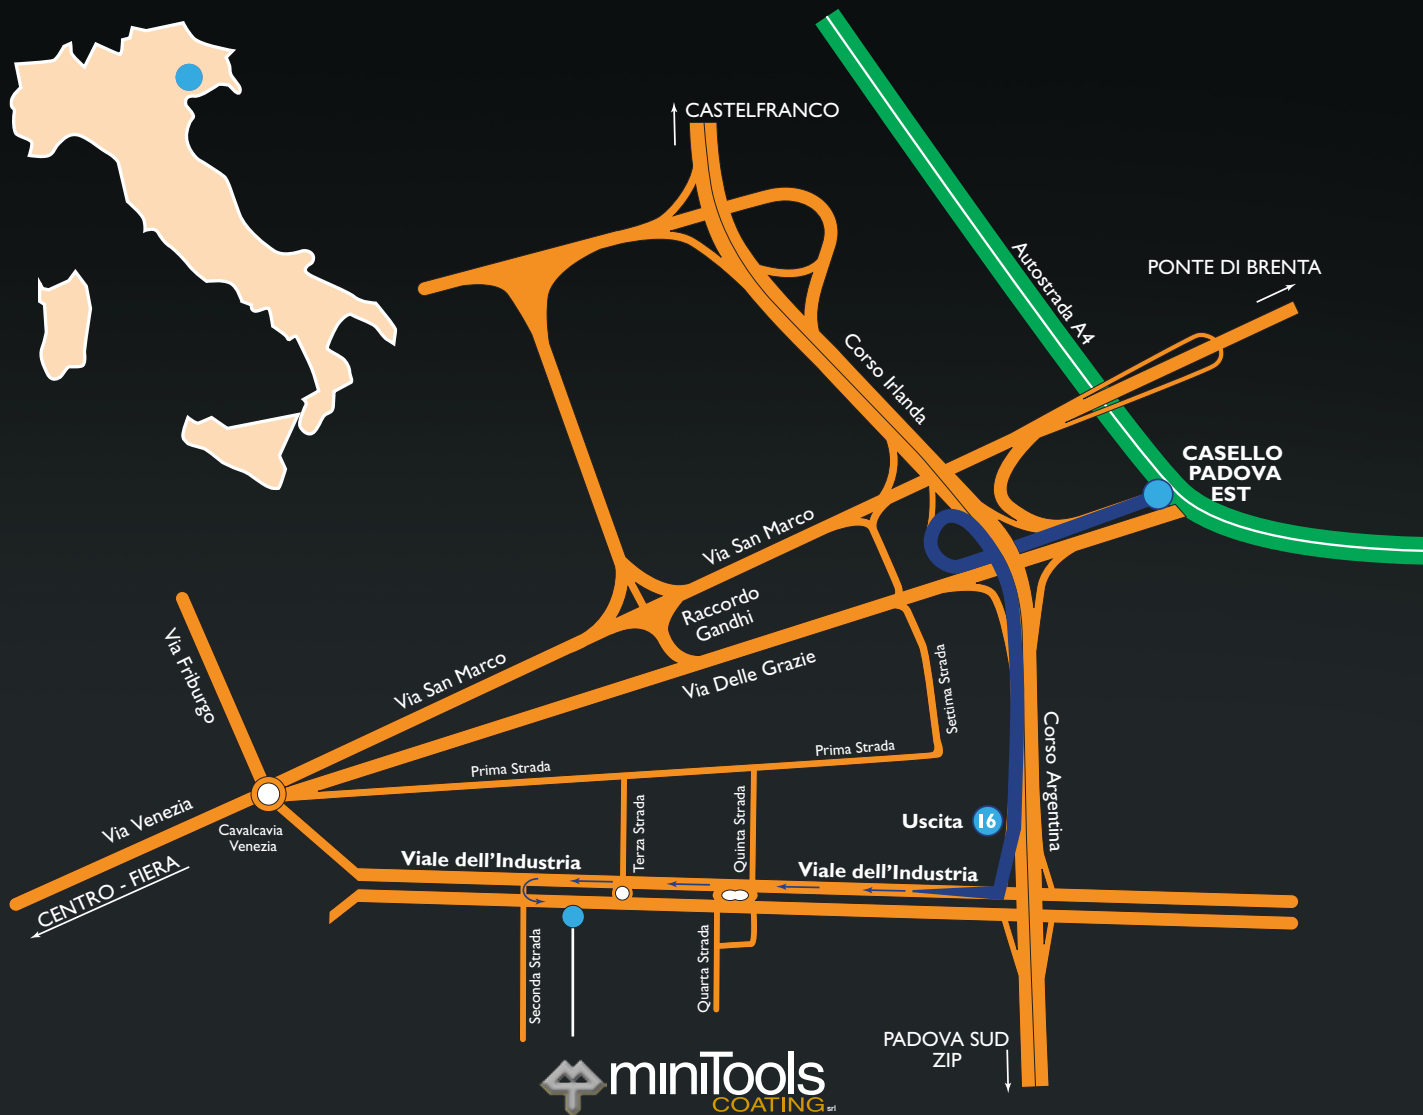 CASTELFRANCO
Autostrada A4
PONTE DI BRENTA
Corso Irlanda
CASELLO
PADOVA
EST
Via San Marco
Raccordo
Gandhi
Via Friburgo
Via San Marco
Via Delle Grazie
Settima Strada
Prima Strada
Prima Strada
Corso Argentina
Via Venezia
Cavalcavia
Venezia
Terza Strada
Quinta Strada
Uscita 16
CENTRO - FIERA
Viale dell'Industria
Viale dell'Industria
Seconda Strada
Quarta Strada
PADOVA SUD
ZIP
miniTools
COATING srl